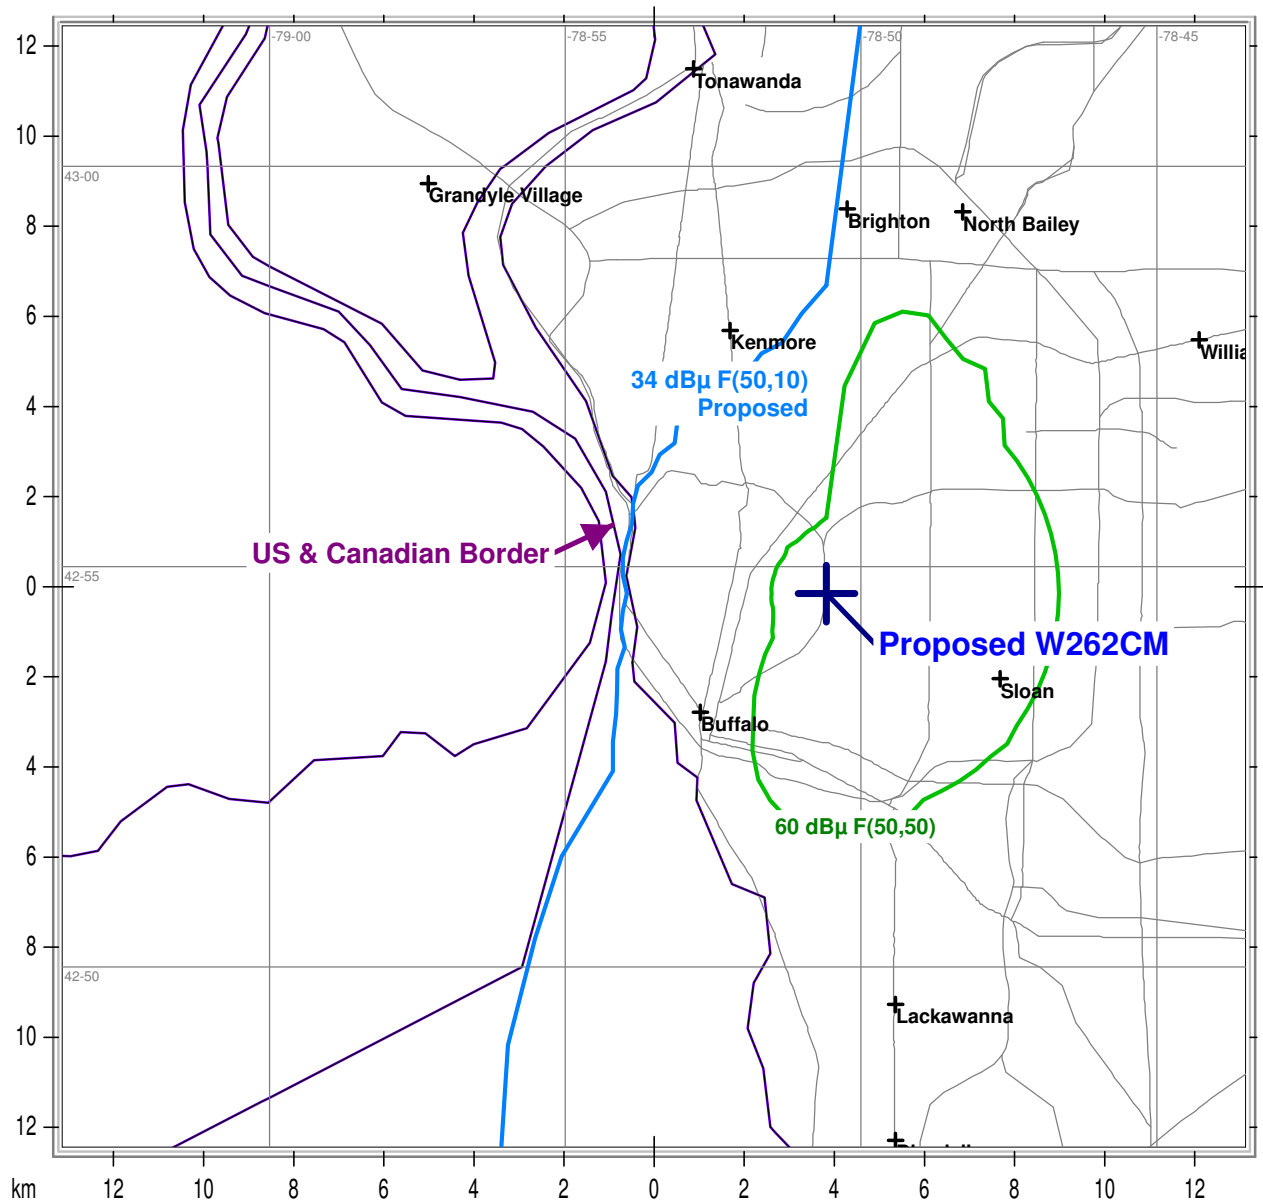 -79-00
-78-55
-78-50
-78-45
12
Tonawanda
10
43-00
Grandyle Village
8
Brighton
North Bailey
6
Kenmore
Willia
34 dBµ F(50,10)
Proposed
4
2
US & Canadian Border
42-55
0
Proposed W262CM
2
Sloan
Buffalo
4
60 dBµ F(50,50)
6
8
42-50
Lackawanna
10
12
km
12
10
8
6
4
2
0
2
4
6
8
10
12